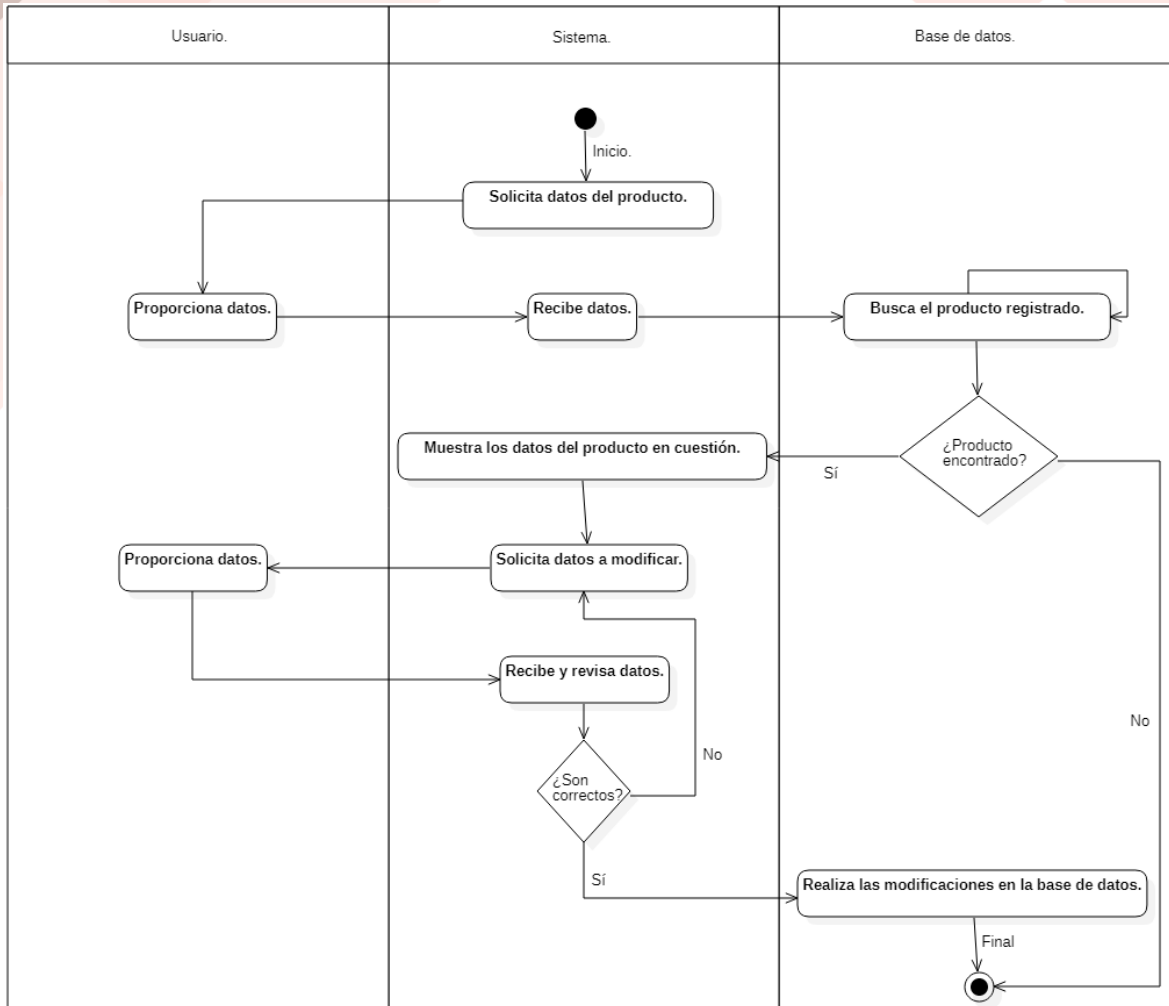 Usuario.
Sistema.
Base de datos.
Inicio.
Solicita datos del producto.
Proporciona datos.
Recibe datos.
Busca el producto registrado.
¿Producto
encontrado?
Muestra los datos del producto en cuestión.
Sí
Proporciona datos.
Solicita datos a modificar.
Recibe y revisa datos.
No
No
¿Son
correctos?
Sí
Realiza las modificaciones en la base de datos.
Final